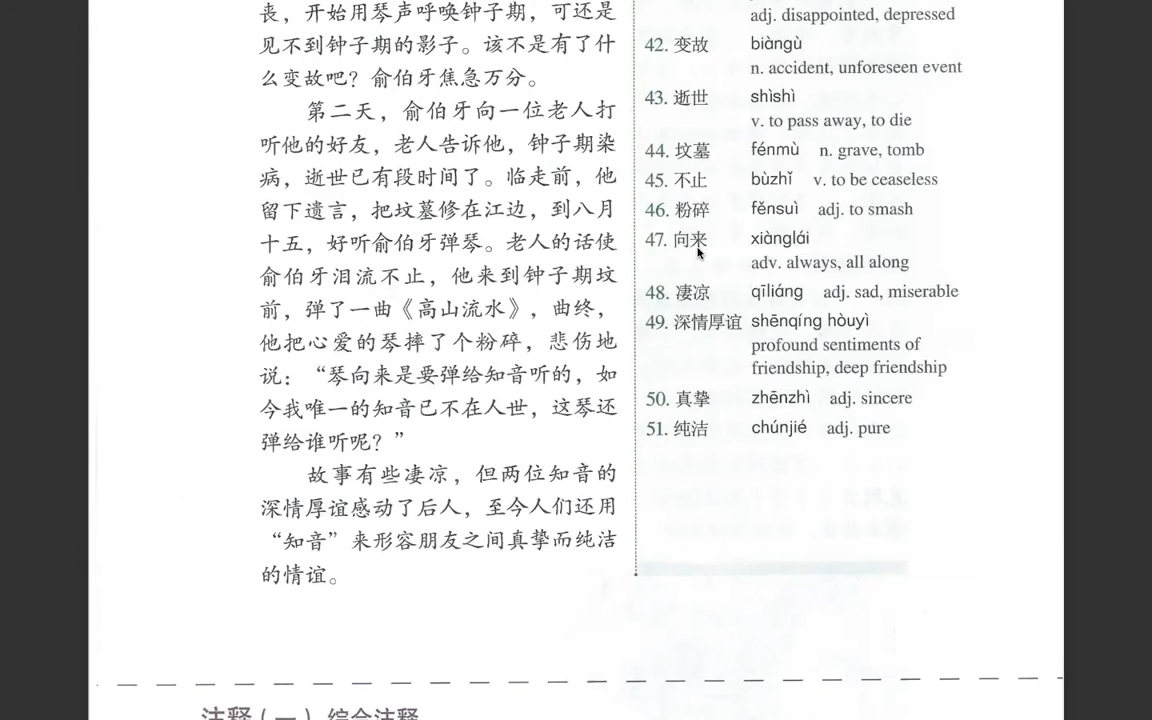 丧，开始用琴声呼唤钟子期，可还是
见不到钟子期的影子。该不是有了什
么变故吧？俞伯牙焦急万分。
第二天，俞伯牙向一位老人打
听他的好友，老人告诉他，钟子期染
病，逝世已有段时间了。临走前，他
留下遗言，把坟墓修在江边，到八月
十五，好听俞伯牙弹琴。老人的话使
俞伯牙泪流不止，他来到钟子期坟
前，弹了一曲《高山流水》，曲终，
他把心爱的琴摔了个粉碎，悲伤地
说：“琴向来是要弹给知音听的，如
今我唯一的知音已不在人世，这琴还
弹给谁听呢？”
故事有些凄凉，但两位知音的
深情厚谊感动了后人，至今人们还用
“知音”来形容朋友之间真挚而纯洁
的情谊。
adj. disappointed, depressed
42. 变故 biàngù
n. accident, unforeseen event
43. 逝世 shìshì
v. to pass away, to die
44. 坟墓 fénmù n. grave, tomb
45. 不止 bùzhǐ v. to be ceaseless
46. 粉碎 fěnsuì adj. to smash
47. 向来 xiànglái
adv. always, all along
48. 凄凉 qīliáng adj. sad, miserable
49. 深情厚谊 shēnqíng hòuyì
profound sentiments of
friendship, deep friendship
50. 真挚 zhēnzhì adj. sincere
51. 纯洁 chúnjié adj. pure
注释（一）综合注释